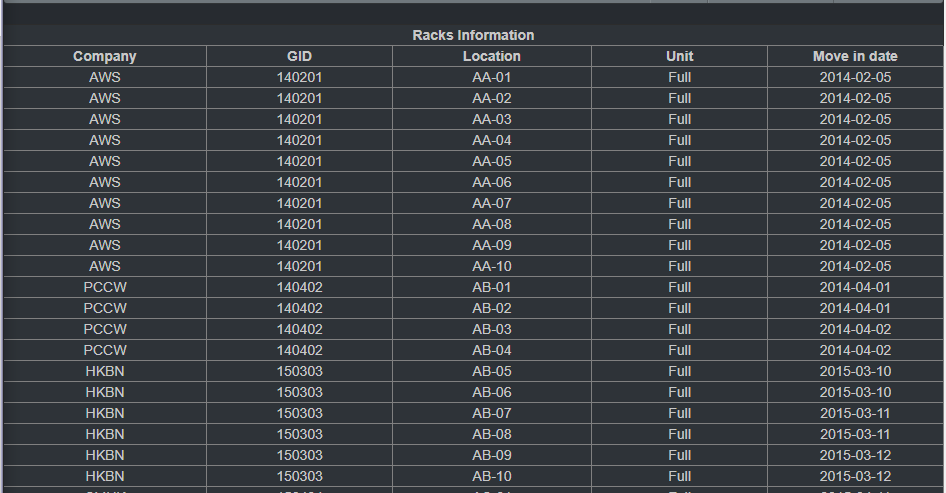 Racks Information
Company GID Location Unit Move in date
AWS 140201 AA-01 Full 2014-02-05
AWS 140201 AA-02 Full 2014-02-05
AWS 140201 AA-03 Full 2014-02-05
AWS 140201 AA-04 Full 2014-02-05
AWS 140201 AA-05 Full 2014-02-05
AWS 140201 AA-06 Full 2014-02-05
AWS 140201 AA-07 Full 2014-02-05
AWS 140201 AA-08 Full 2014-02-05
AWS 140201 AA-09 Full 2014-02-05
AWS 140201 AA-10 Full 2014-02-05
PCCW 140402 AB-01 Full 2014-04-01
PCCW 140402 AB-02 Full 2014-04-01
PCCW 140402 AB-03 Full 2014-04-02
PCCW 140402 AB-04 Full 2014-04-02
HKBN 150303 AB-05 Full 2015-03-10
HKBN 150303 AB-06 Full 2015-03-10
HKBN 150303 AB-07 Full 2015-03-11
HKBN 150303 AB-08 Full 2015-03-11
HKBN 150303 AB-09 Full 2015-03-12
HKBN 150303 AB-10 Full 2015-03-12